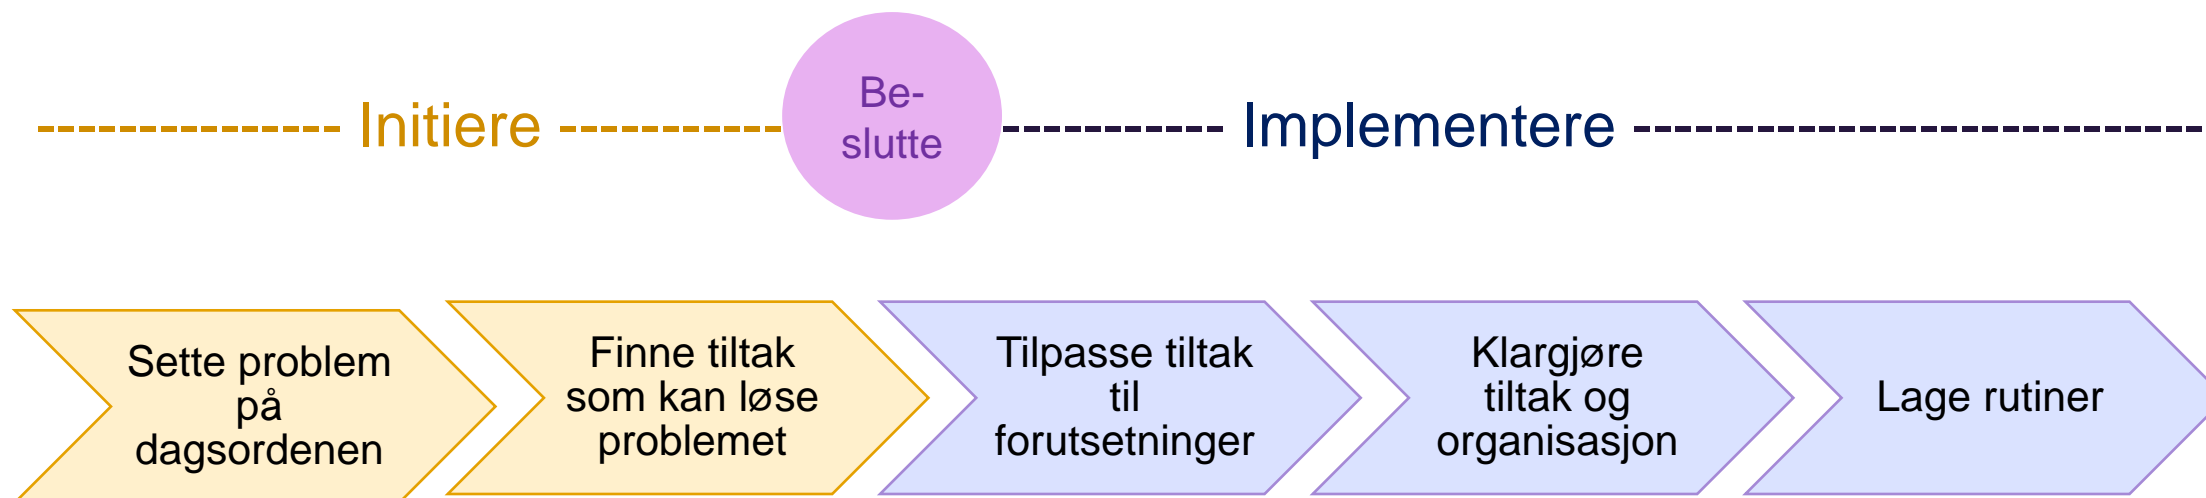 Initiere
Be-
slutte
Implementere
Sette problem
på
dagsordenen
Finne tiltak
som kan løse
problemet
Tilpasse tiltak
til
forutsetninger
Klargjøre
tiltak og
organisasjon
Lage rutiner